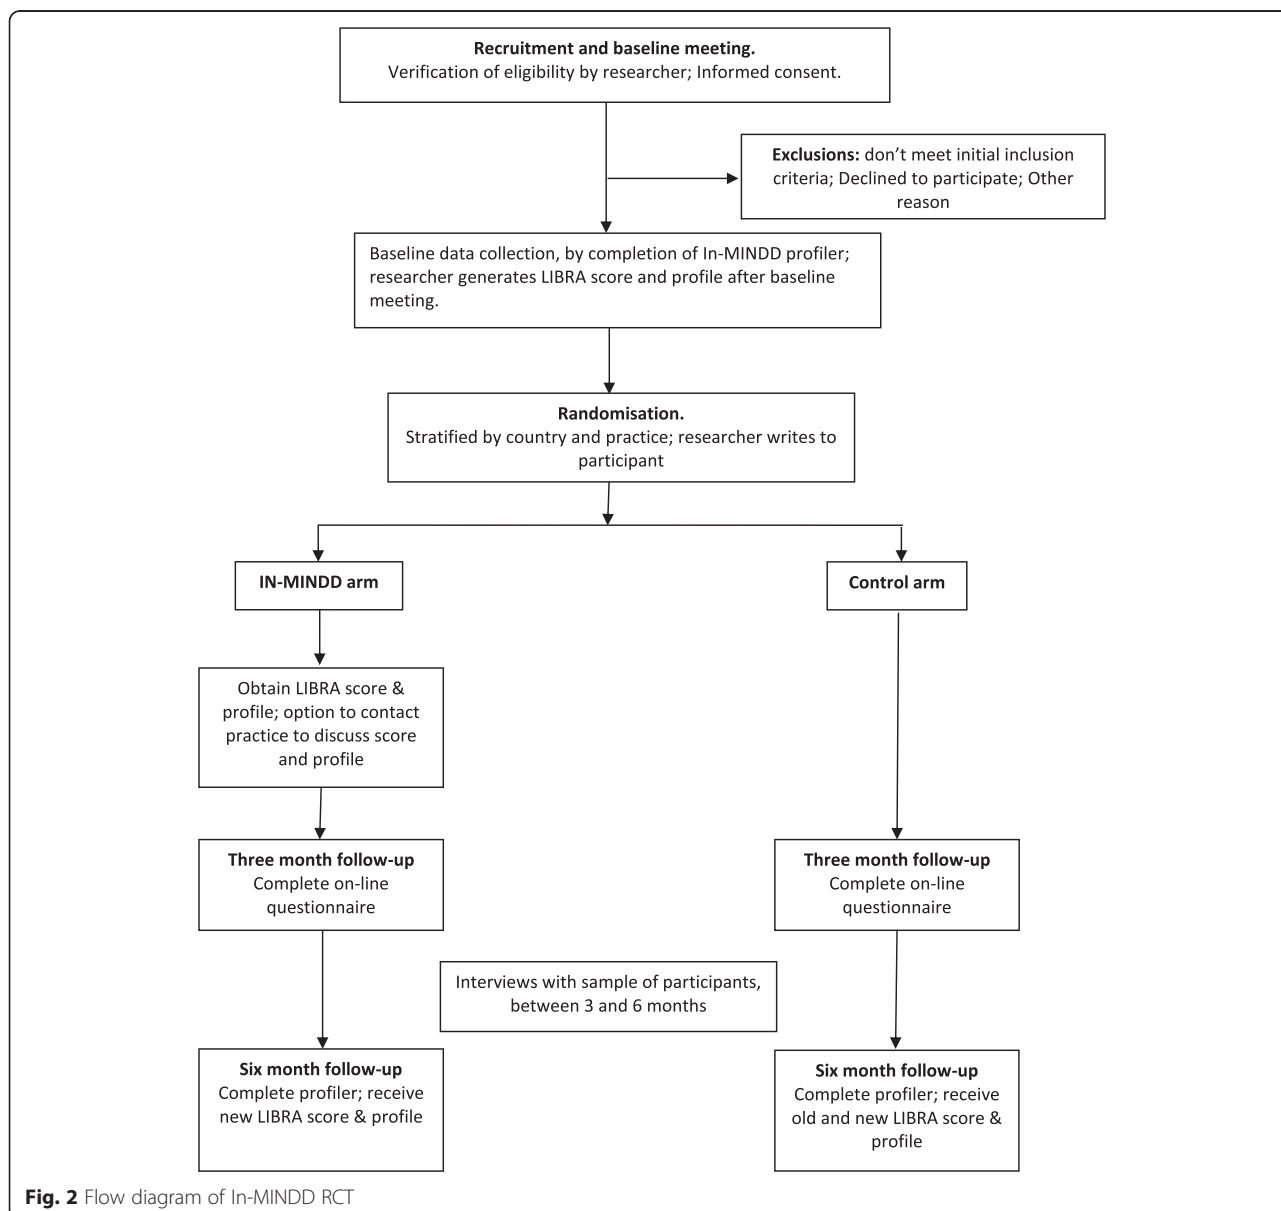 Recruitment and baseline meeting.
Verification of eligibility by researcher; Informed consent.
Exclusions: don’t meet initial inclusion
criteria; Declined to participate; Other
reason
Baseline data collection, by completion of In-MINDD profiler;
researcher generates LIBRA score and profile after baseline
meeting.
Randomisation.
Stratified by country and practice; researcher writes to
participant
IN-MINDD arm
Control arm
Obtain LIBRA score &
profile; option to contact
practice to discuss score
and profile
Three month follow-up
Complete on-line
questionnaire
Three month follow-up
Complete on-line
questionnaire
Interviews with sample of participants,
between 3 and 6 months
Six month follow-up
Complete profiler; receive
new LIBRA score & profile
Six month follow-up
Complete profiler; receive
old and new LIBRA score &
profile
Fig. 2 Flow diagram of In-MINDD RCT